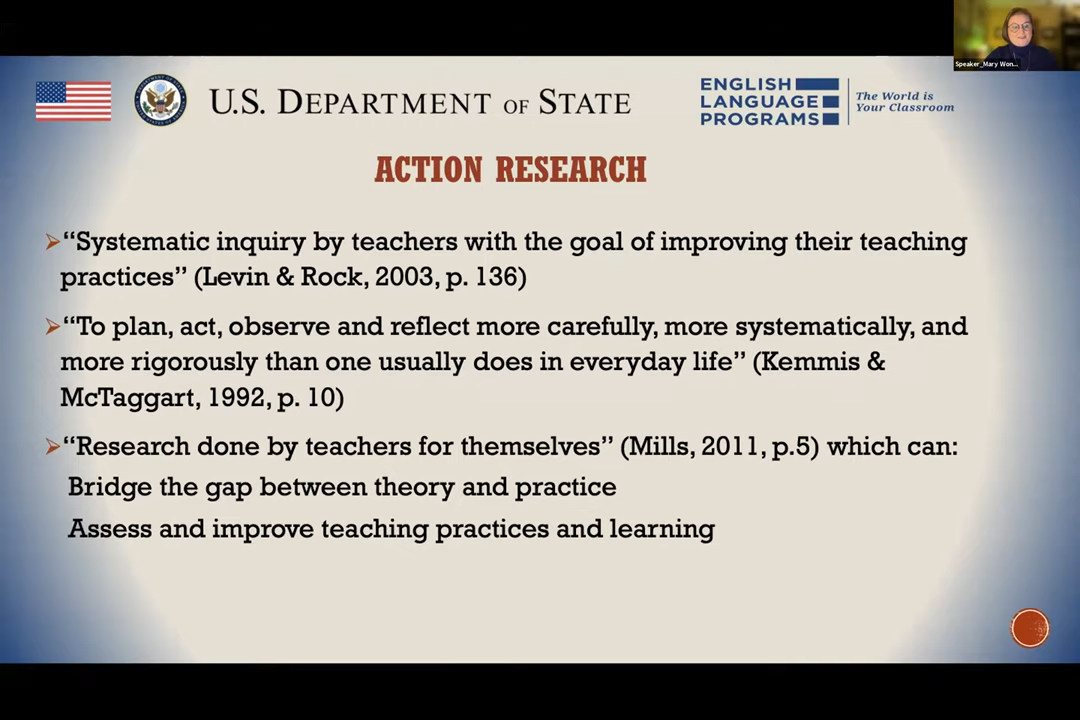 Speaker_Mary Won...
U.S. DEPARTMENT OF STATE
ENGLISH
LANGUAGE
PROGRAMS
The World is
Your Classroom
ACTION RESEARCH
“Systematic inquiry by teachers with the goal of improving their teaching
practices” (Levin & Rock, 2003, p. 136)
“To plan, act, observe and reflect more carefully, more systematically, and
more rigorously than one usually does in everyday life” (Kemmis &
McTaggart, 1992, p. 10)
“Research done by teachers for themselves” (Mills, 2011, p.5) which can:
Bridge the gap between theory and practice
Assess and improve teaching practices and learning